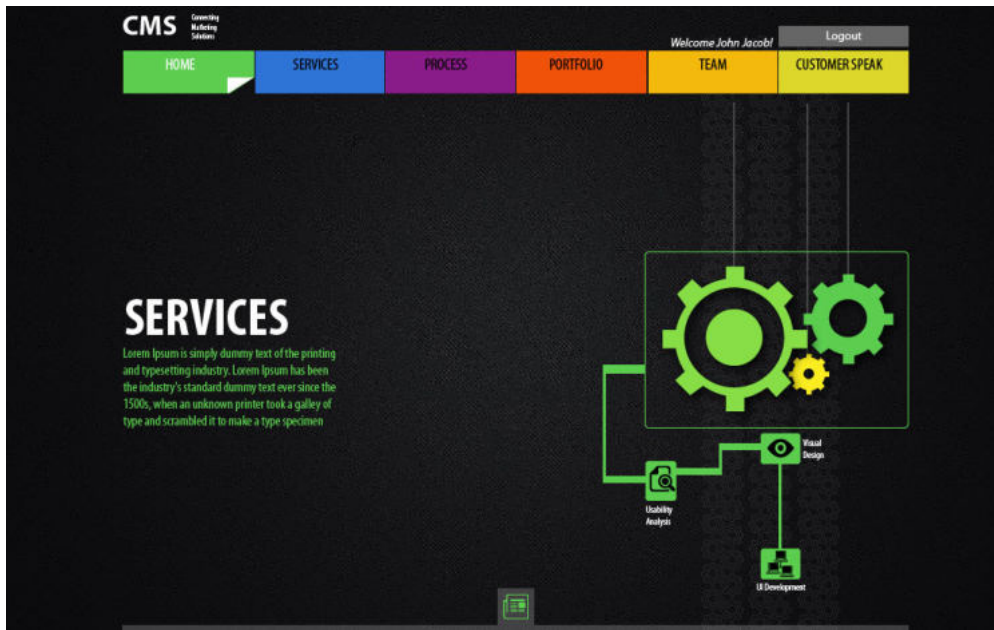 CMS
Connecting
Marketing
Solutions
Welcome John Jacob!
Logout
HOME
SERVICES
PROCESS
PORTFOLIO
TEAM
CUSTOMER SPEAK
SERVICES
Lorem Ipsum is simply dummy text of the printing
and typesetting industry. Lorem Ipsum has been
the industry's standard dummy text ever since the
1500s, when an unknown printer took a galley of
type and scrambled it to make a type specimen
Visual
Design
Usability
Analysis
UI Development